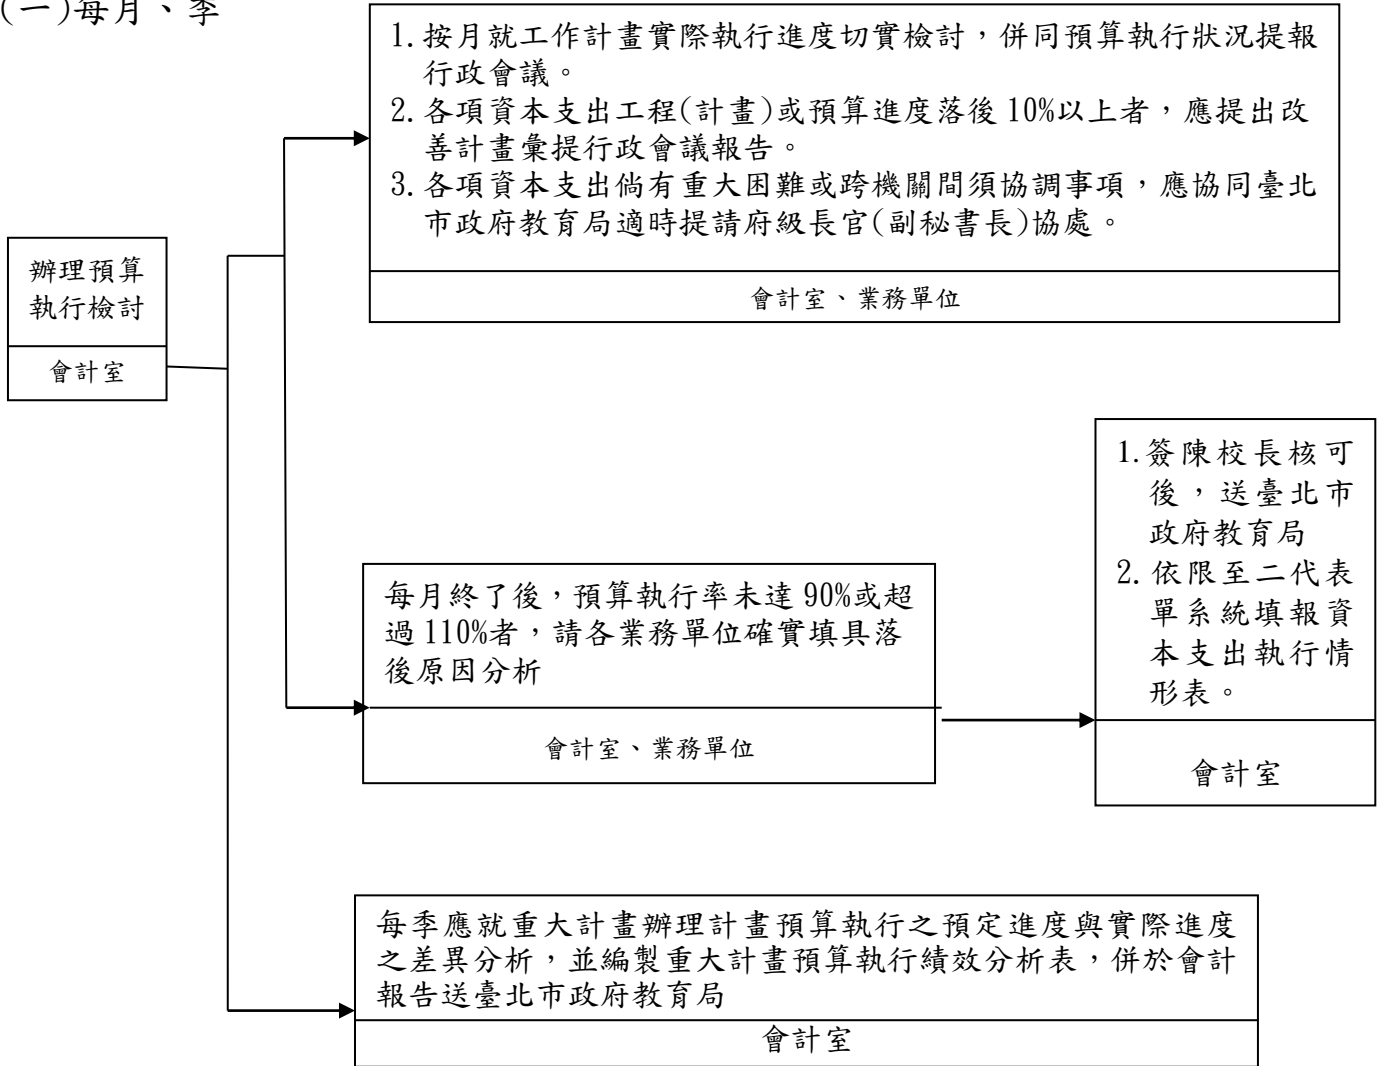 (一)每月、季
1.按月就工作計畫實際執行進度切實檢討,併同預算執行狀況提報
行政會議。
2.各項資本支出工程(計畫)或預算進度落後 10%以上者,應提出改
善計畫彙提行政會議報告。
3.各項資本支出倘有重大困難或跨機關間須協調事項,應協同臺北
市政府教育局適時提請府級長官(副秘書長)協處。
會計室、業務單位
辦理預算
執行檢討
會計室
1.簽陳校長核可
後,送臺北市
政府教育局
2.依限至二代表
單系統填報資
本支出執行情
形表。
會計室
每月終了後,預算執行率未達 90%或超
過 110%者,請各業務單位確實填具落
後原因分析
會計室、業務單位
每季應就重大計畫辦理計畫預算執行之預定進度與實際進度
之差異分析,並編製重大計畫預算執行績效分析表,併於會計
報告送臺北市政府教育局
會計室